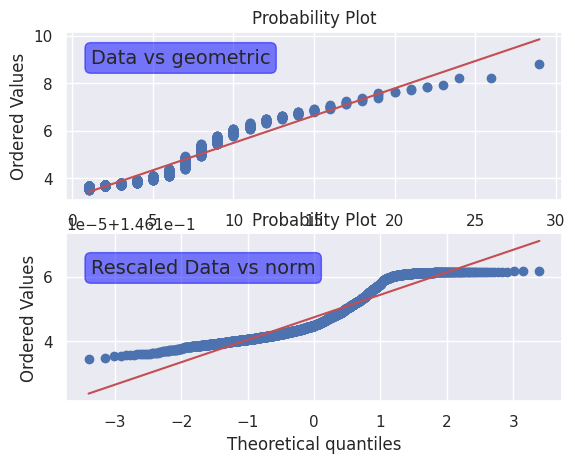 Probability Plot
Data vs geometric
Ordered Values
10
8
6
4
0 5 10 15 20 25 30
1e−5+1.461e−1
Probability Plot
Rescaled Data vs norm
Ordered Values
6
4
−3 −2 −1 0 1 2 3
Theoretical quantiles